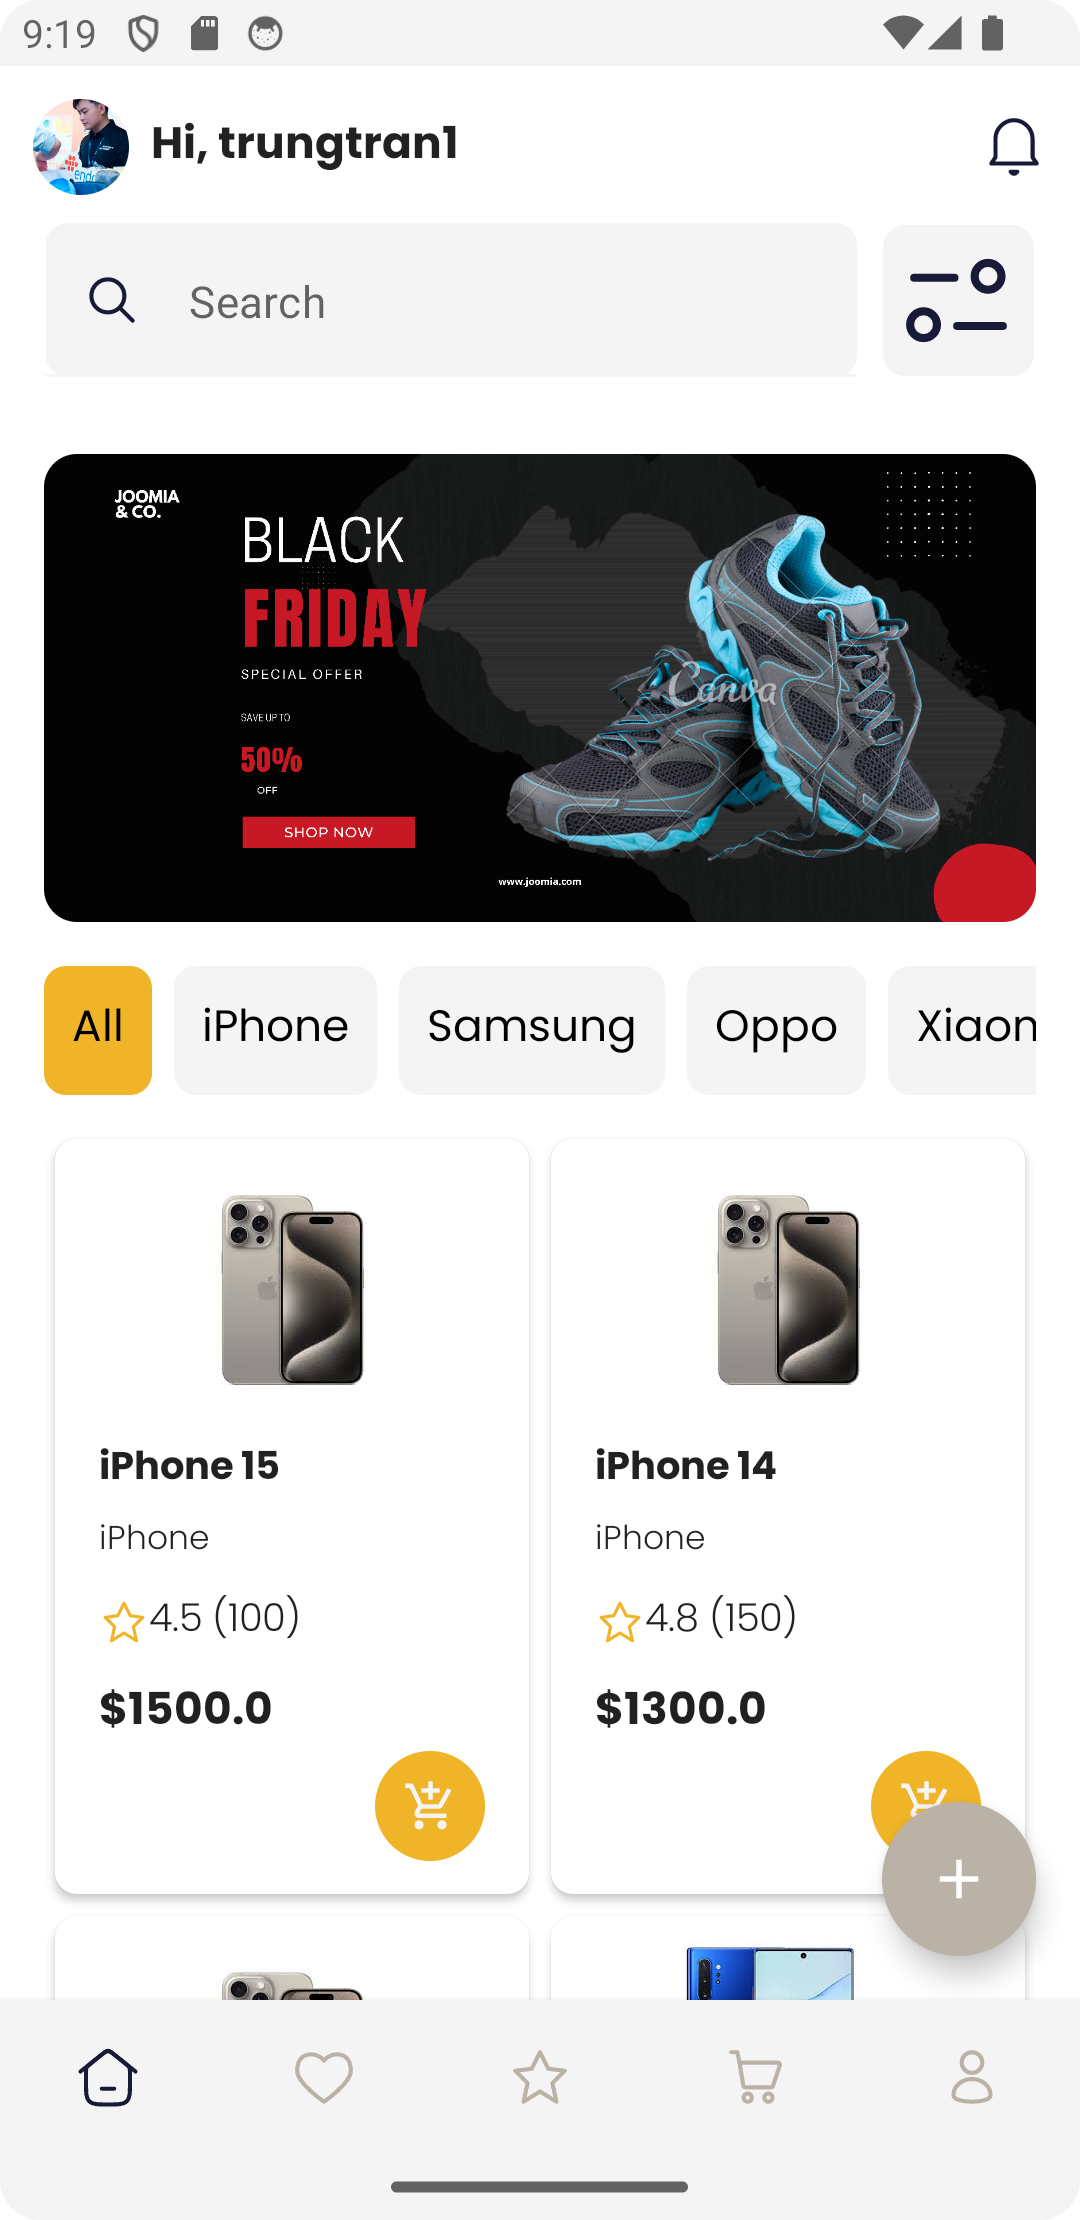 9:19
Hi, trungtran1
Search
JOOMIA
& CO.
BLACK
FRIDAY
SPECIAL OFFER
SAVE UP TO
50%
OFF
SHOP NOW
Canva
www.joomia.com
All
iPhone
Samsung
Oppo
iPhone 15
iPhone 14
iPhone
iPhone
4.5 (100)
4.8 (150)
$1500.0
$1300.0